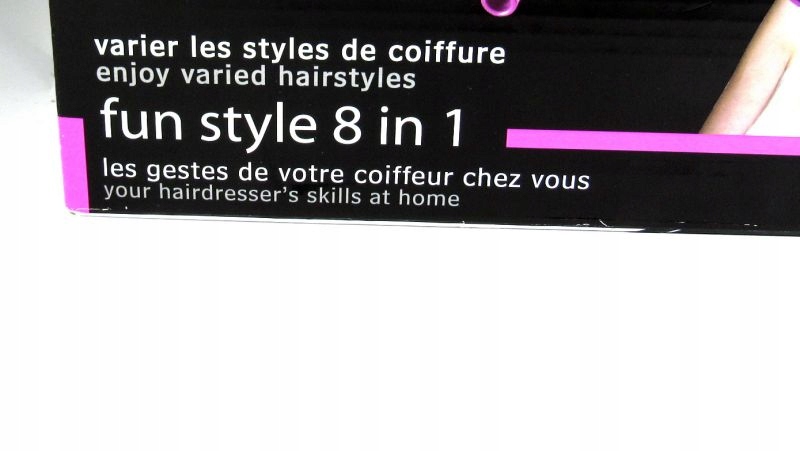 varier les styles de coiffure
enjoy varied hairstyles
fun style 8 in 1
les gestes de votre coiffeur chez vous
your hairdresser's skills at home